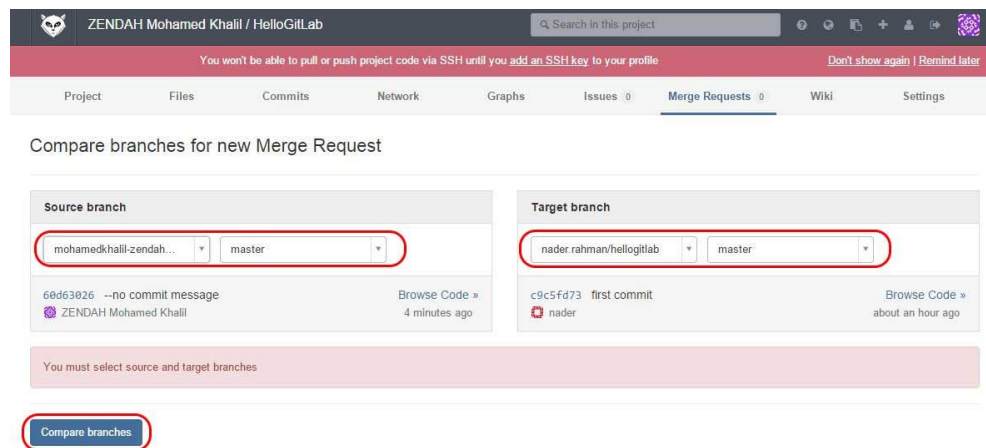 ZENDAH Mohamed Khalil / HelloGitLab
Search in this project
You won't be able to pull or push project code via SSH until you add an SSH key to your profile
Don't show again | Remind later
Project Files Commits Network Graphs Issues 0 Merge Requests 0 Wiki Settings
Compare branches for new Merge Request
Source branch
mohamedkhalil-zendah... master
60d63026 --no commit message Browse Code »
ZENDAH Mohamed Khalil 4 minutes ago
Target branch
nader.rahman/hellogitlab master
c9c5fd73 first commit Browse Code »
nader about an hour ago
You must select source and target branches
Compare branches